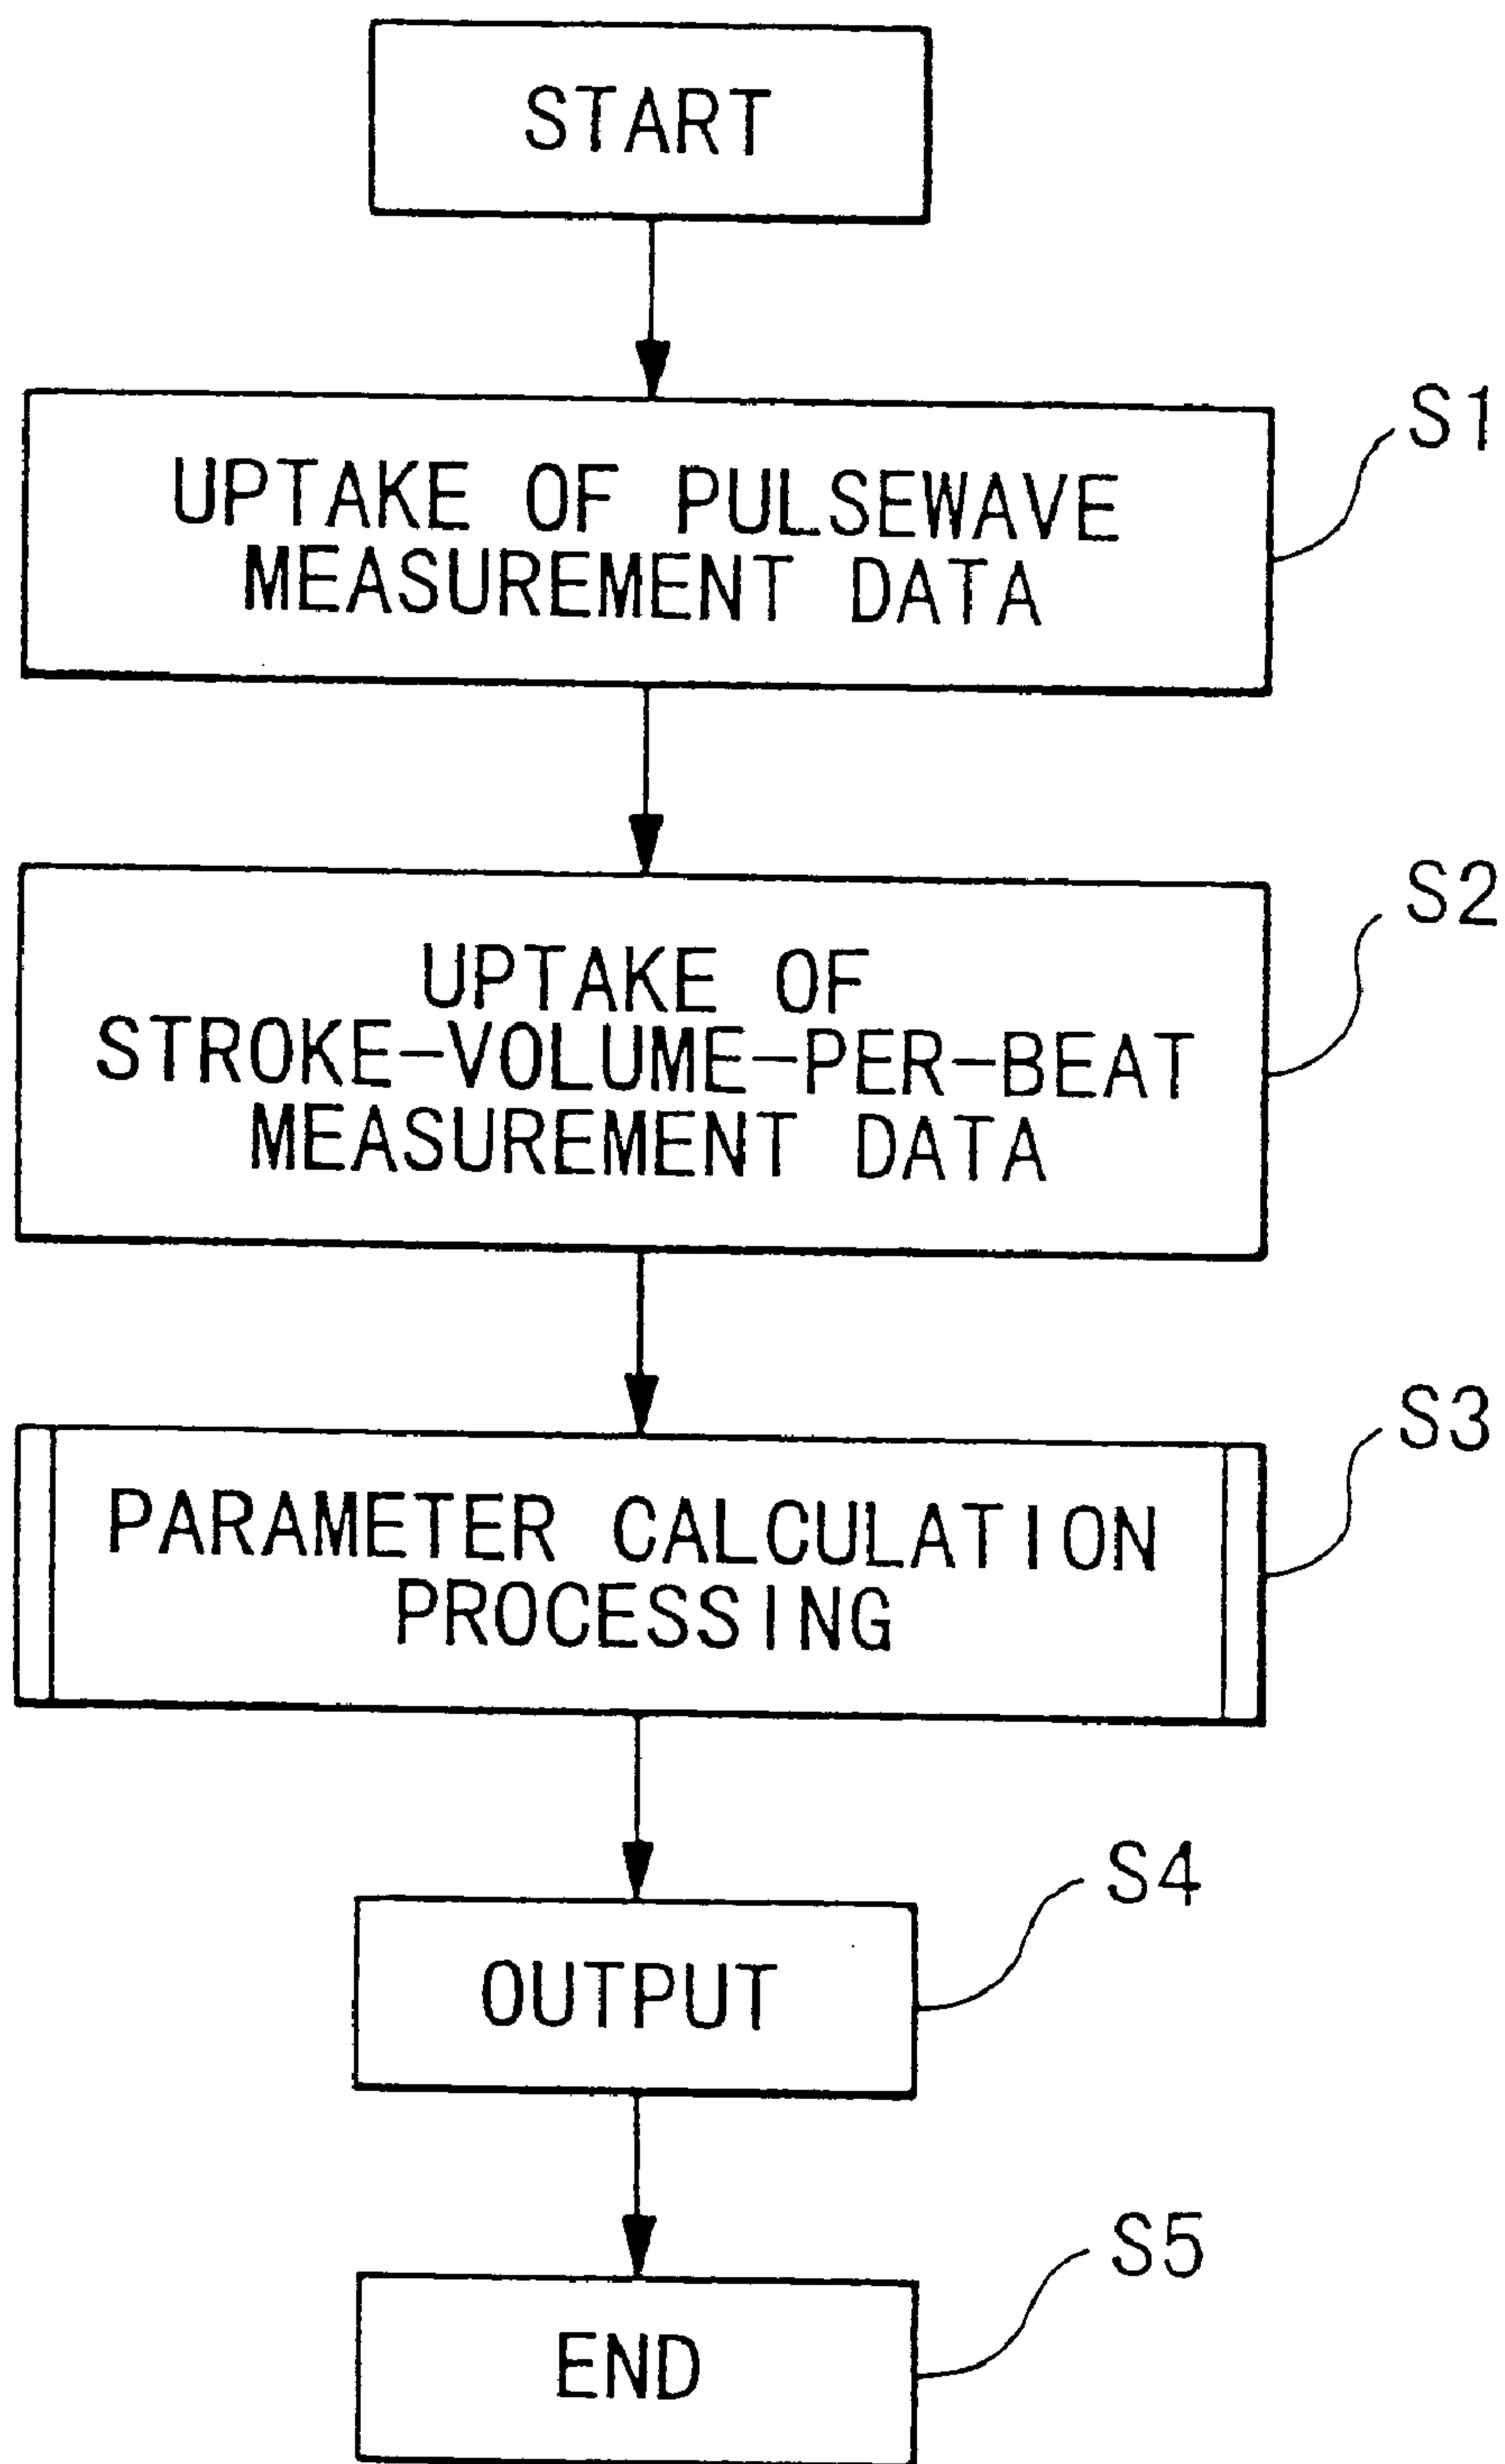 START
S1
UPTAKE OF PULSEWAVE
MEASUREMENT DATA
S2
UPTAKE OF
STROKE-VOLUME-PER-BEAT
MEASUREMENT DATA
S3
PARAMETER CALCULATION
PROCESSING
S4
OUTPUT
S5
END